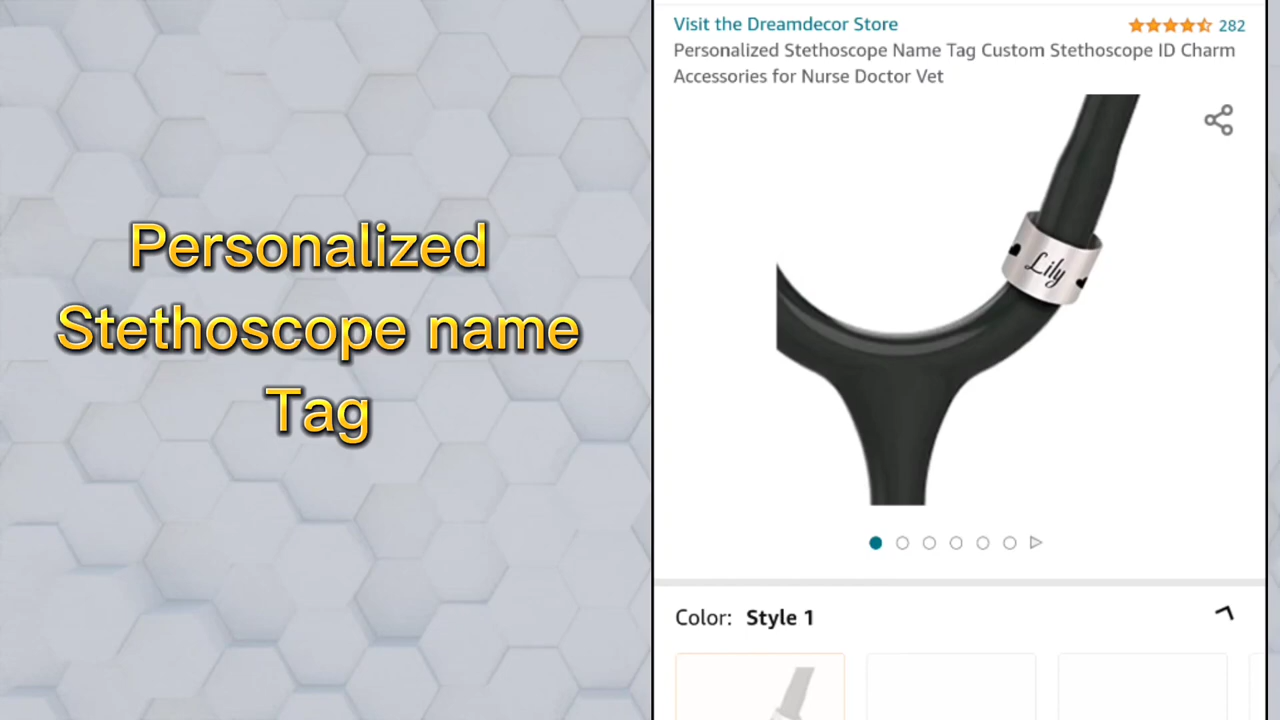 Personalized
Stethoscope name
Tag
Visit the Dreamdecor Store
282
Personalized Stethoscope Name Tag Custom Stethoscope ID Charm
Accessories for Nurse Doctor Vet
Lily
Color: Style 1